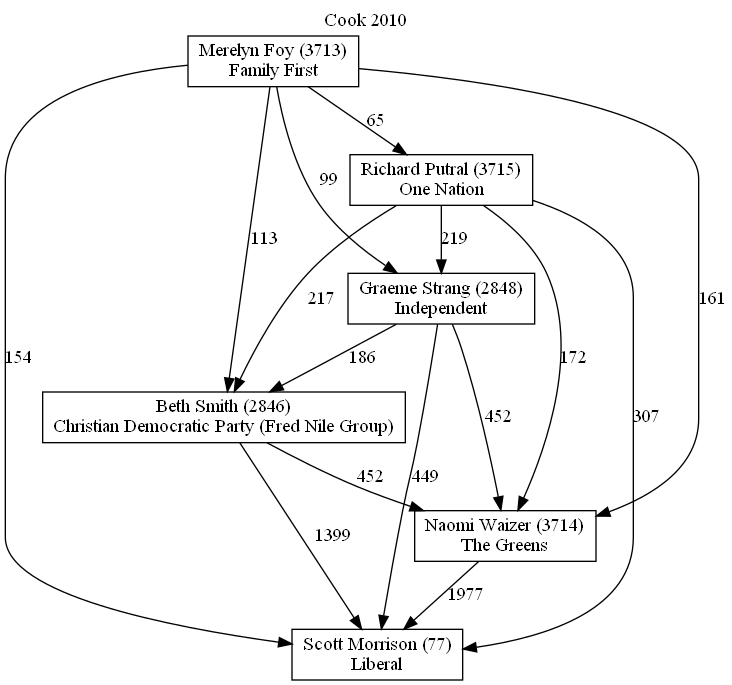 Cook 2010
Merelyn Foy (3713)
Family First
65
Richard Putral (3715)
One Nation
99
113
219
217
Graeme Strang (2848)
Independent
161
154
186
172
452
307
Beth Smith (2846)
Christian Democratic Party (Fred Nile Group)
452
449
Naomi Waizer (3714)
The Greens
1399
1977
Scott Morrison (77)
Liberal